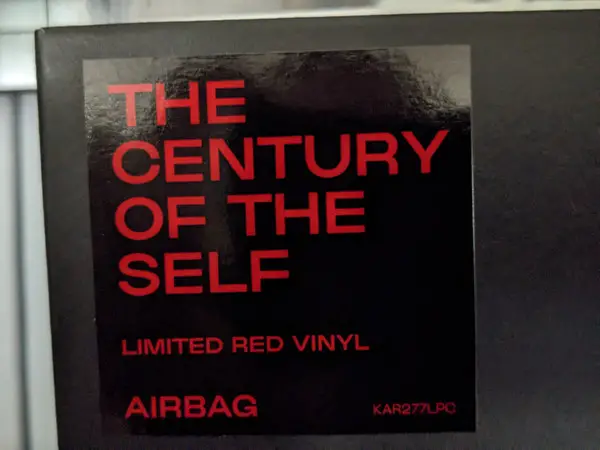 THE
CENTURY
OF THE
SELF
LIMITED RED VINYL
AIRBAG
KAR277LPC